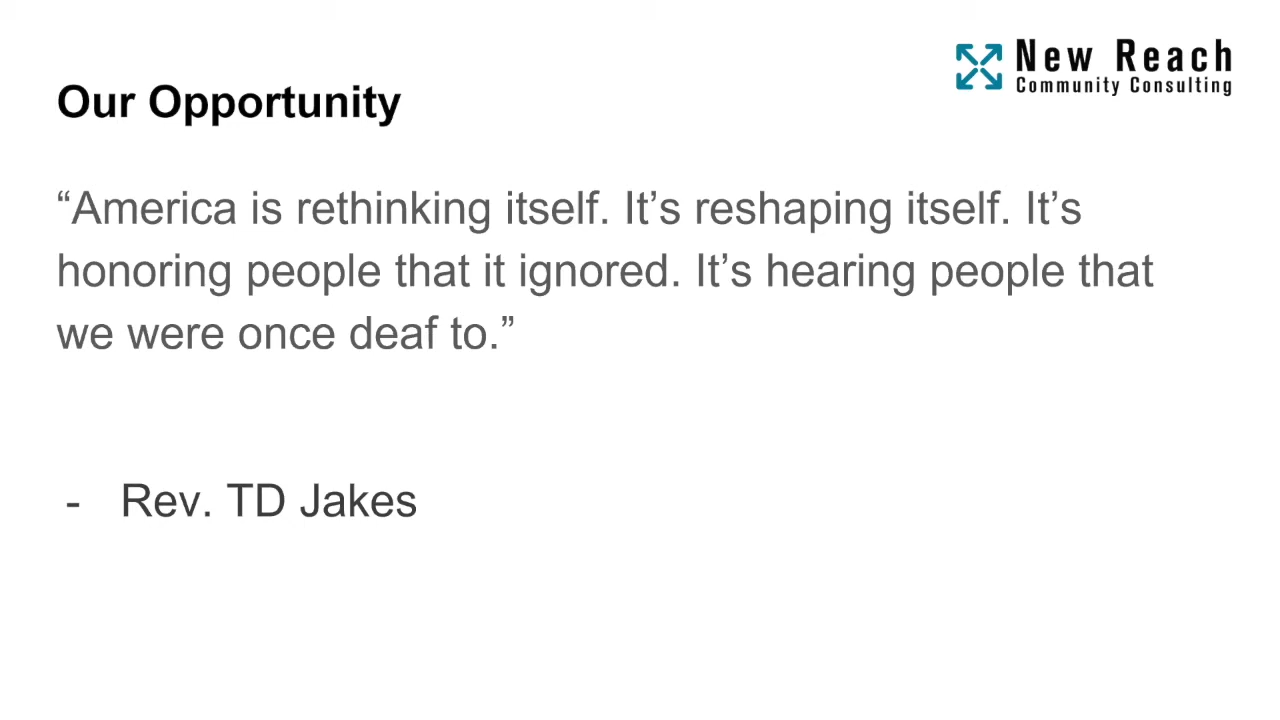 New Reach
Community Consulting
Our Opportunity
“America is rethinking itself. It’s reshaping itself. It’s
honoring people that it ignored. It’s hearing people that
we were once deaf to.”
- Rev. TD Jakes